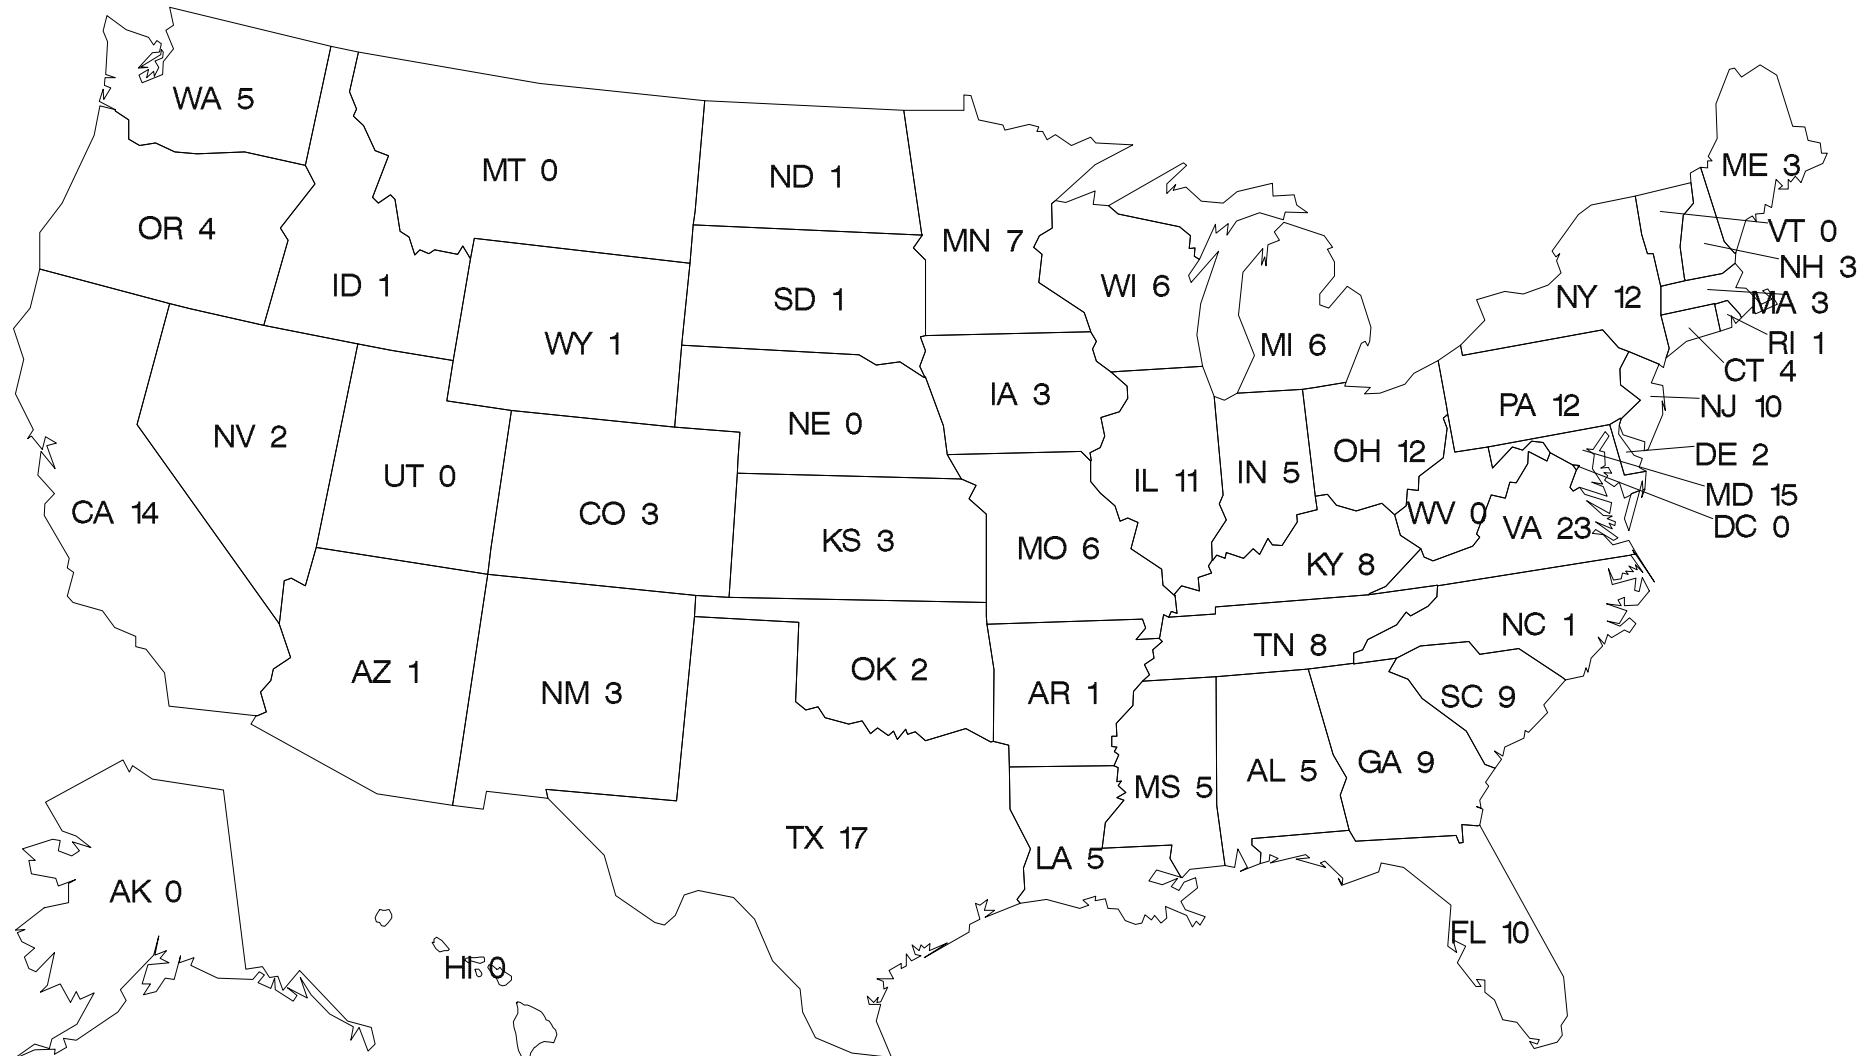 WA 5
MT 0
ME 3
ND 1
OR 4
VT 0
MN 7
NH 3
ID 1
WI 6
SD 1
NY 12
MA 3
WY 1
MI 6
RI 1
CT 4
IA 3
PA 12
NJ 10
NE 0
NV 2
OH 12
DE 2
UT 0
IN 5
IL 11
MD 15
CA 14
CO 3
WV 0
VA 23
DC 0
KS 3
MO 6
KY 8
NC 1
TN 8
AZ 1
OK 2
NM 3
AR 1
SC 9
GA 9
AL 5
MS 5
TX 17
LA 5
AK 0
FL 10
HI 0